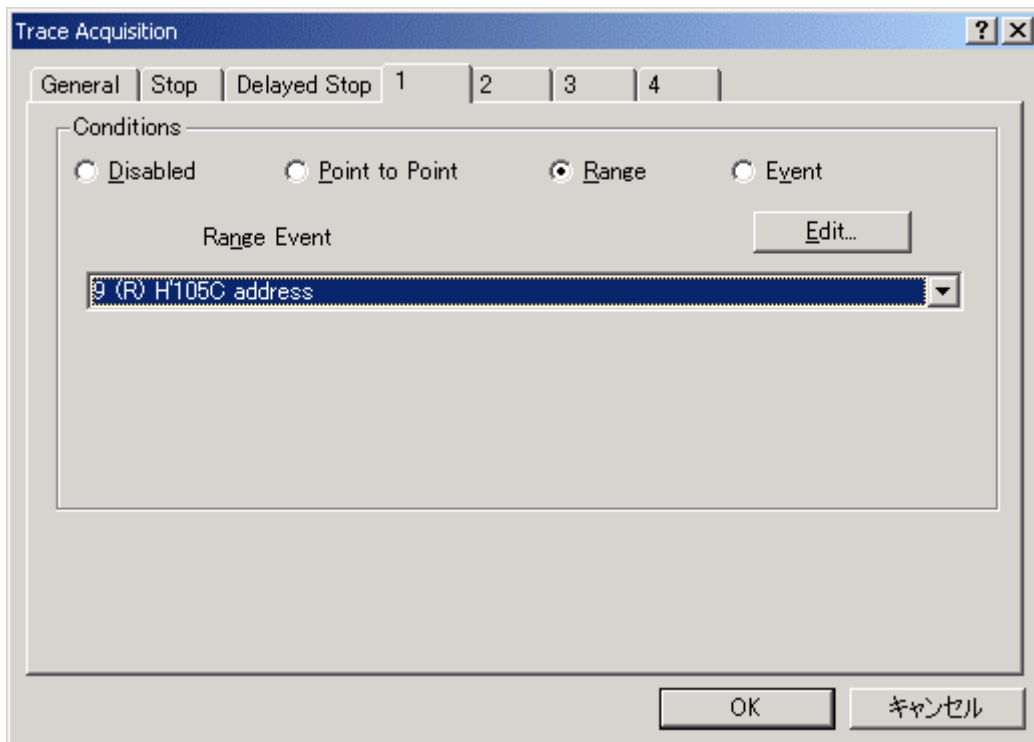 Trace Acquisition
General Stop Delayed Stop 1 2 3 4
Conditions
Disabled Point to Point Range Event
Range Event Edit...
9 (R) H'105C address
OK キャンセル